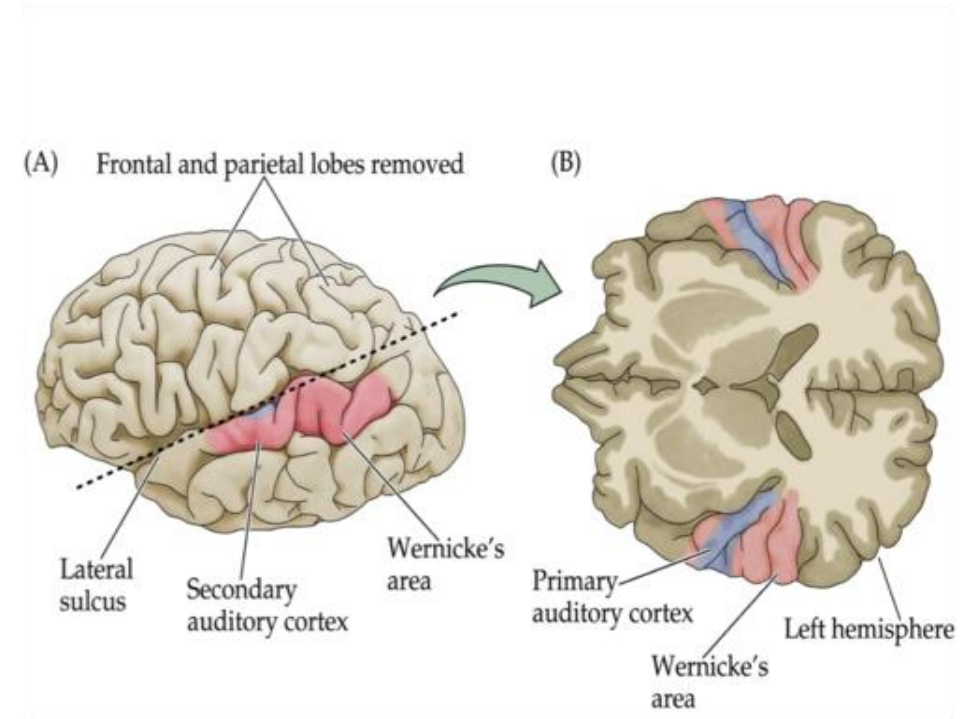 (A) Frontal and parietal lobes removed
(B)
Lateral
sulcus
Secondary
auditory cortex
Wernicke's
area
Primary
auditory cortex
Wernicke's
area
Left hemisphere